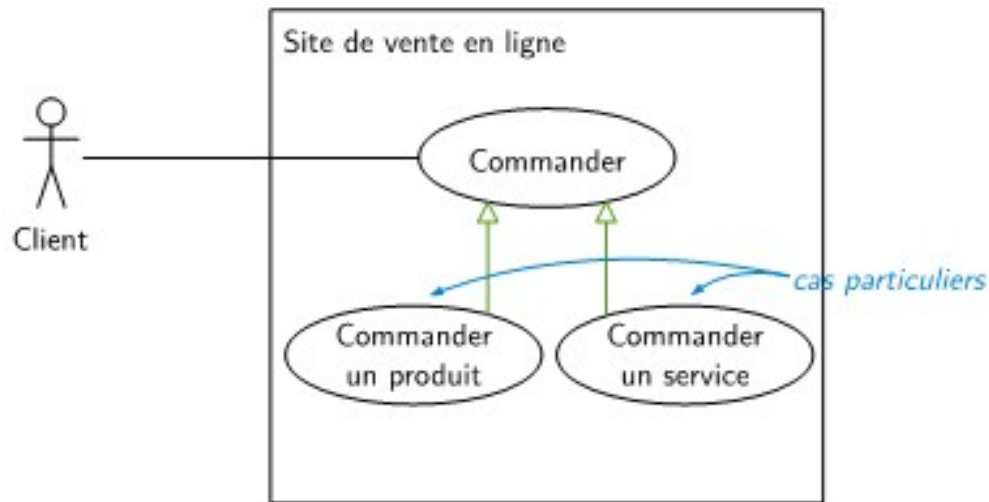 Site de vente en ligne
Commander
Client
cas particuliers
Commander
un produit
Commander
un service